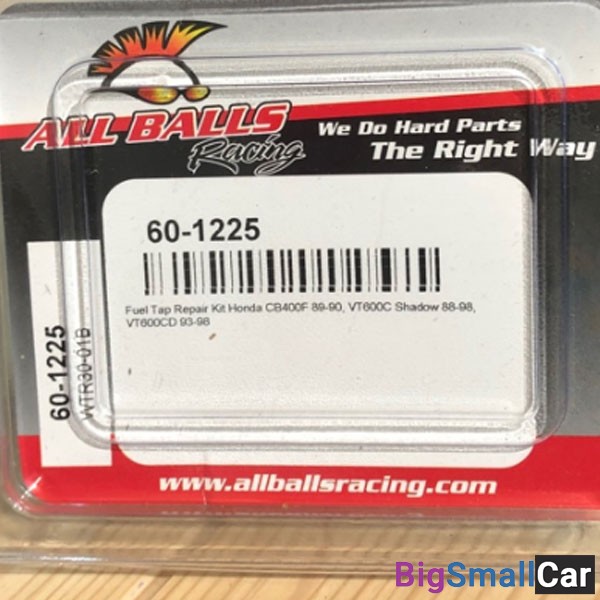 ALL BALLS
Racing
We Do Hard Parts
The Right Way
60-1225
Fuel Tap Repair Kit Honda CB400F 89-90, VT600C Shadow 88-98,
VT600CD 93-98
60-1225
WTR30-01B
www.allballsracing.com
BigSmallCar